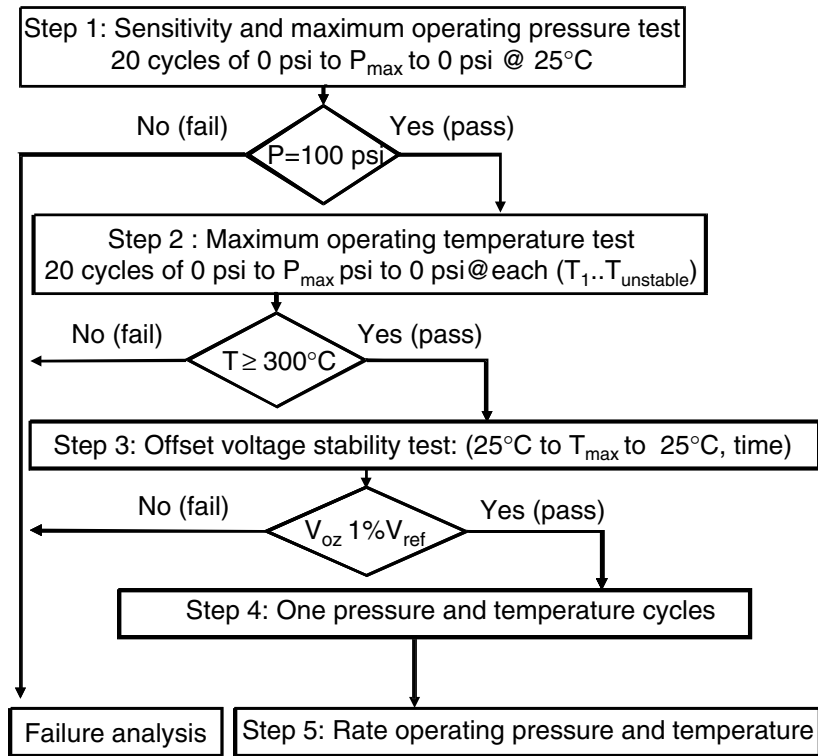 Step 1: Sensitivity and maximum operating pressure test
20 cycles of 0 psi to Pmax to 0 psi @ 25°C
No (fail)
Yes (pass)
P=100 psi
Step 2 : Maximum operating temperature test
20 cycles of 0 psi to Pmax psi to 0 psi@each (T1..Tunstable)
No (fail)
Yes (pass)
T ≥ 300°C
Step 3: Offset voltage stability test: (25°C to Tmax to 25°C, time)
No (fail)
Yes (pass)
Voz 1%Vref
Step 4: One pressure and temperature cycles
Failure analysis
Step 5: Rate operating pressure and temperature